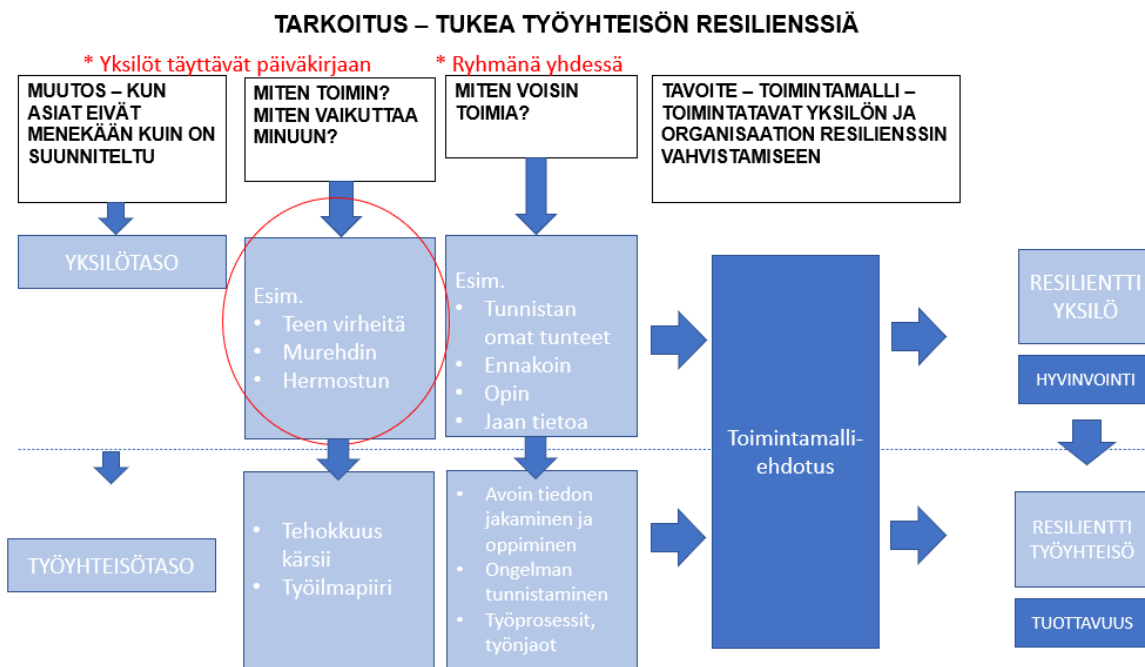 TARKOITUS – TUKEA TYÖYHTEISÖN RESILIENSSIÄ
* Yksilöt täyttävät päiväkirjaan
* Ryhmänä yhdessä
MUUTOS – KUN
ASIAT EIVÄT
MENEKÄÄN KUIN ON
SUUNNITELTU
MITEN TOIMIN?
MITEN VAIKUTTAA
MINUUN?
MITEN VOISIN
TOIMIA?
TAVOITE – TOIMINTAMALLI –
TOIMINTATAVAT YKSILÖN JA
ORGANISAATION RESILIENSSIN
VAHVISTAMISEEN
YKSILÖTASO
Esim.
• Teen virheitä
• Murehdin
• Hermostun
Esim.
• Tunnistan
omat tunteet
• Ennakoin
• Opin
• Jaan tietoa
Toimintamalli-
ehdotus
RESILIENTTI
YKSILÖ
HYVINVOINTI
TYÖYHTEISÖTASO
• Tehokkuus
kärsii
• Työilmapiiri
• Avoin tiedon
jakaminen ja
oppiminen
• Ongelman
tunnistaminen
• Työprosessit,
työnjaot
RESILIENTTI
TYÖYHTEISÖ
TUOTTAVUUS